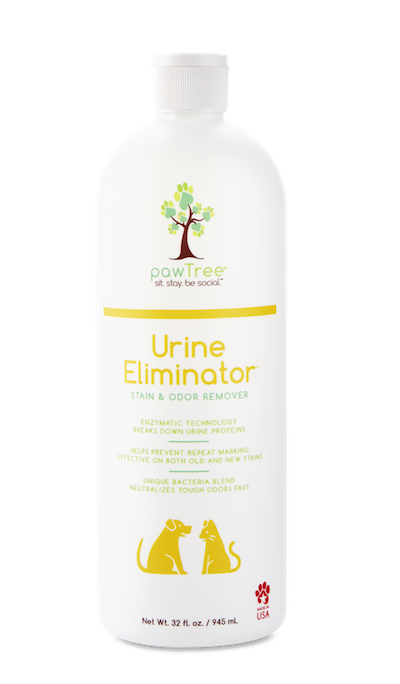 pawTree®
sit. stay. be social.™
Urine
Eliminator™
STAIN & ODOR REMOVER
ENZYMATIC TECHNOLOGY
BREAKS DOWN URINE PROTEINS
HELPS PREVENT REPEAT MARKING
EFFECTIVE ON BOTH OLD AND NEW STAINS
UNIQUE BACTERIA BLEND
NEUTRALIZES TOUGH ODORS FAST
MADE IN
USA
Net Wt. 32 fl. oz. / 945 mL.